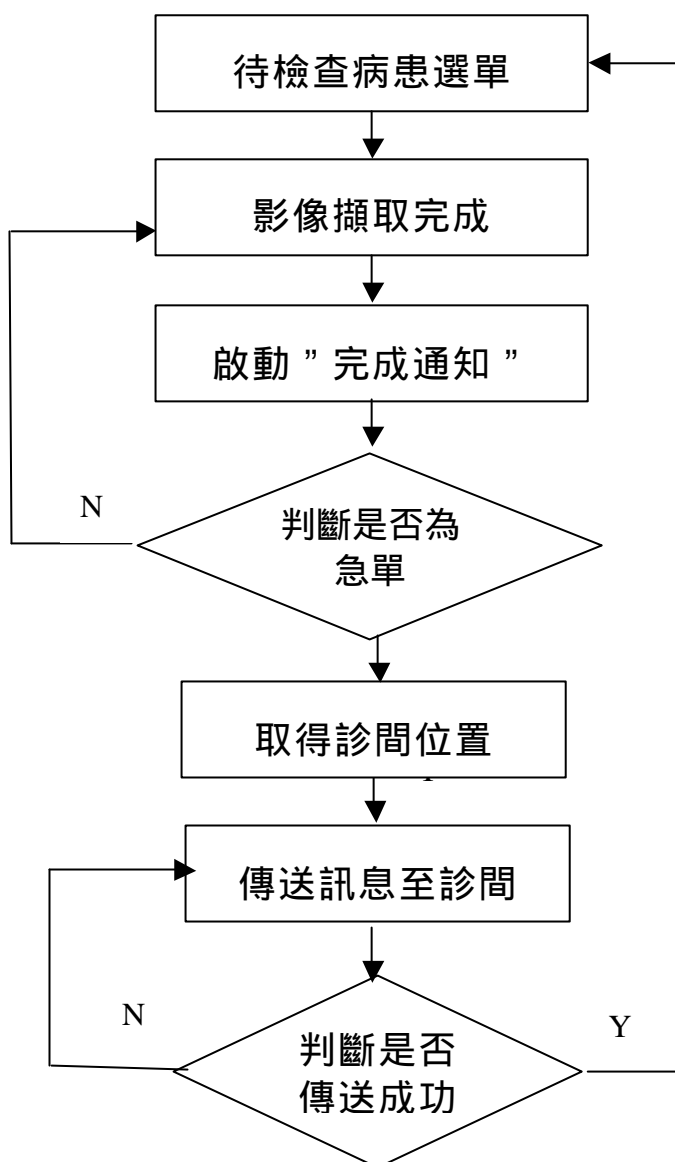 待檢查病患選單
影像擷取完成
啟動”完成通知”
N
判斷是否為
急單
取得診間位置
傳送訊息至診間
N
Y
判斷是否
傳送成功